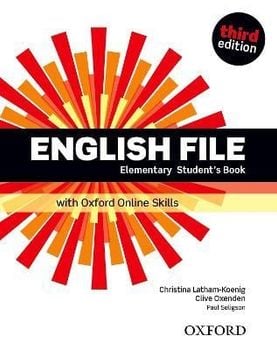 third
edition
ENGLISH FILE
Elementary Student's Book
with Oxford Online Skills
Christina Latham-Koenig
Clive Oxenden
Paul Seligson
OXFORD